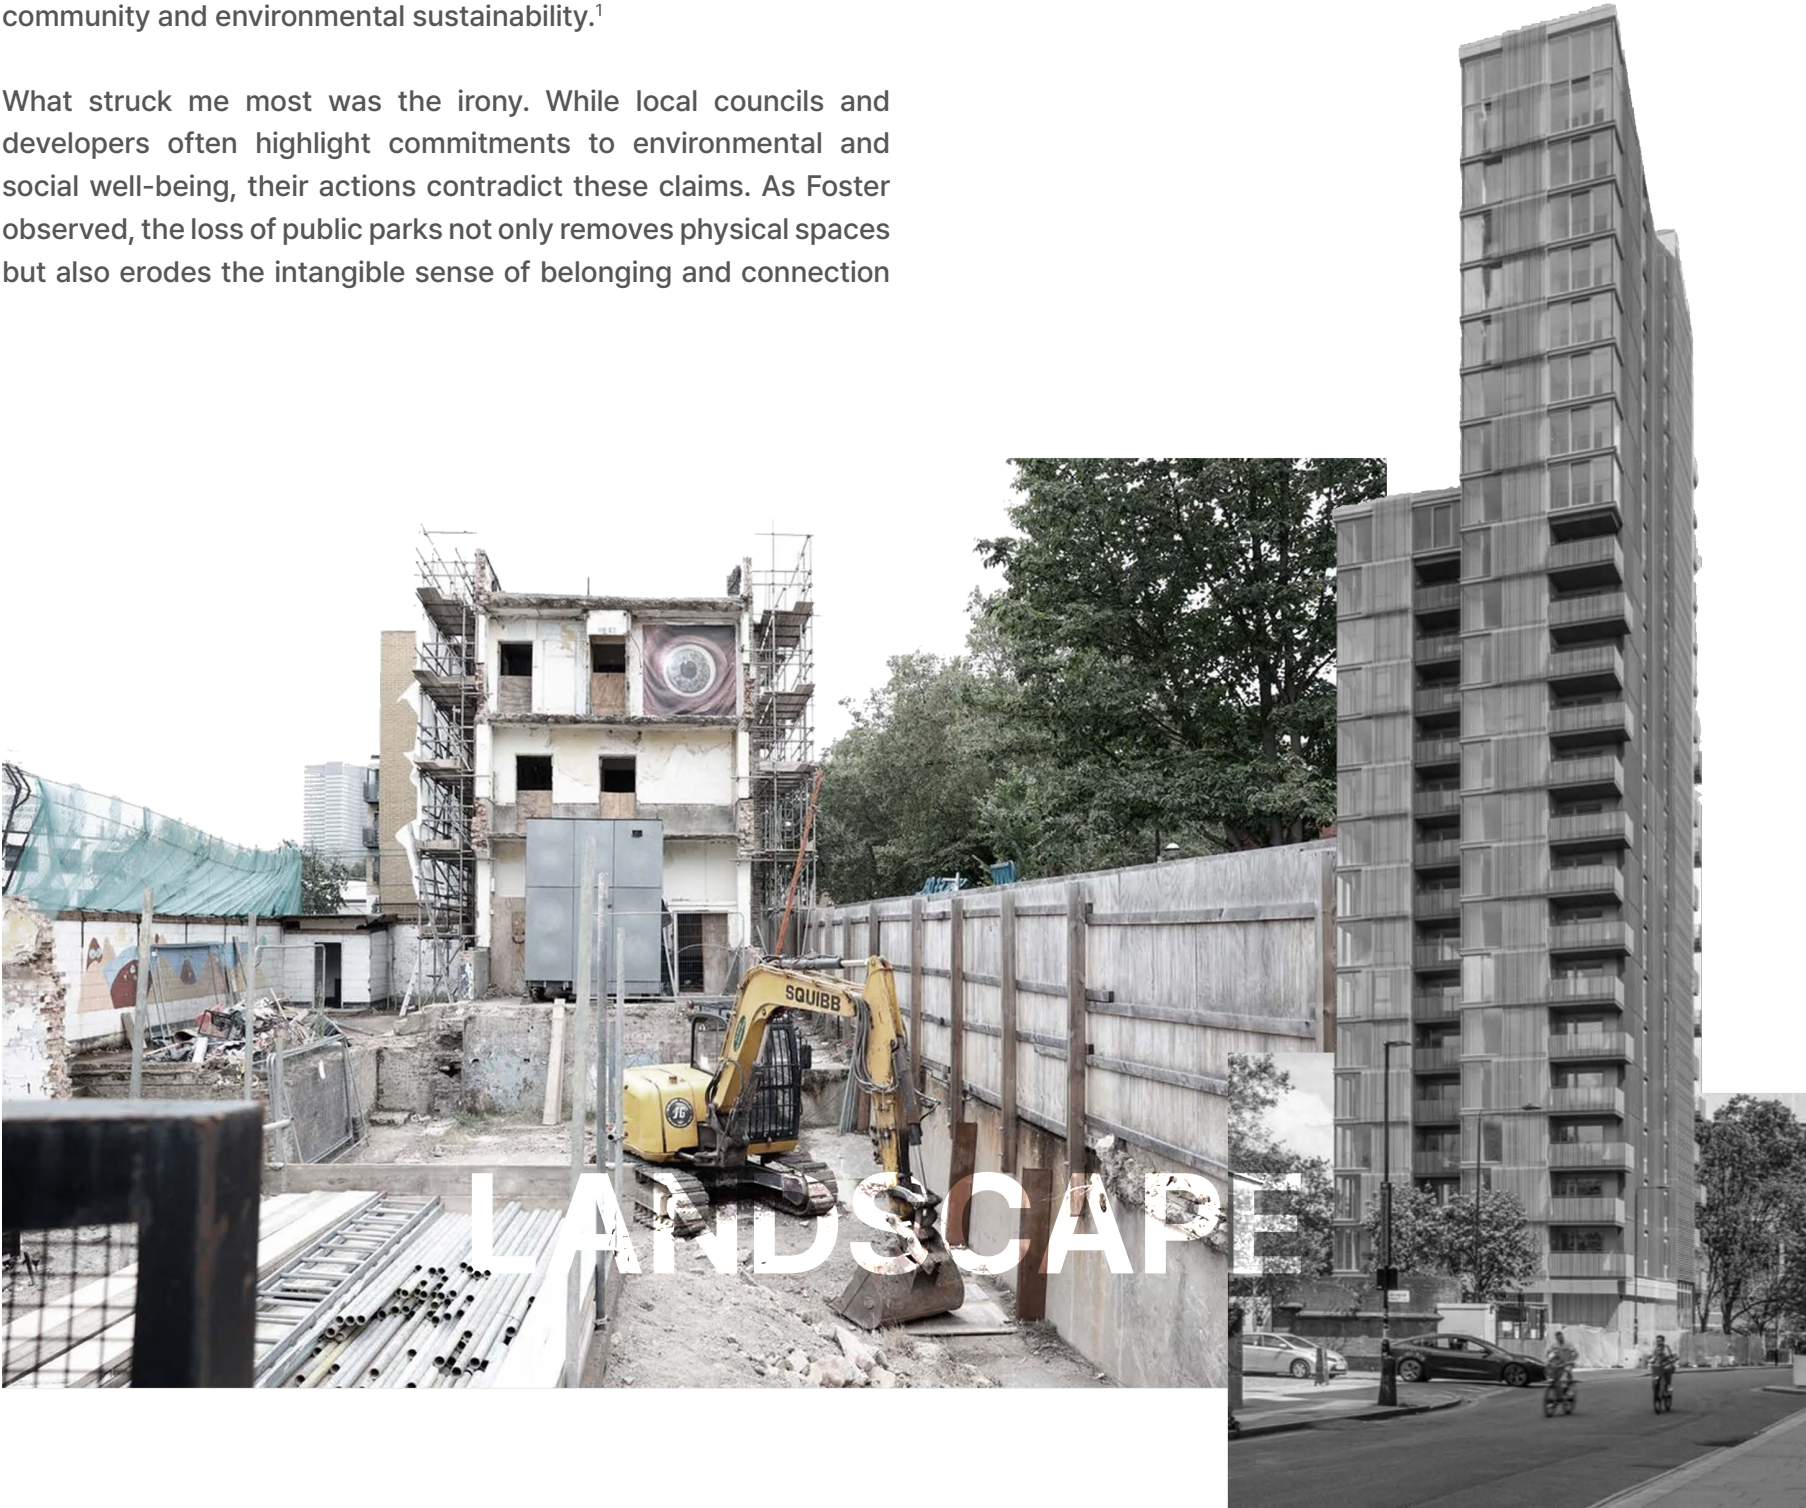 community and environmental sustainability.¹
What struck me most was the irony. While local councils and
developers often highlight commitments to environmental and
social well-being, their actions contradict these claims. As Foster
observed, the loss of public parks not only removes physical spaces
but also erodes the intangible sense of belonging and connection
SQUIBB
JG
LANDSCAPE